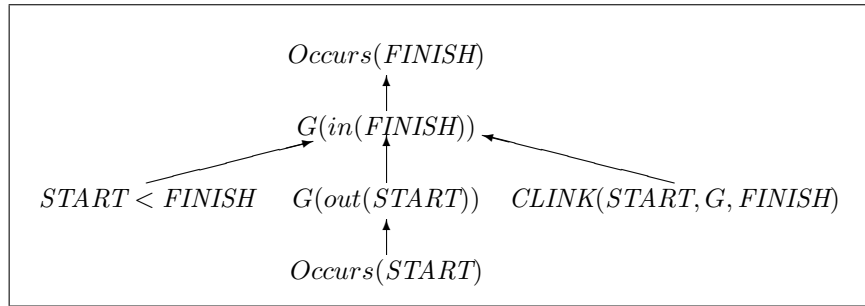 Occurs(FINISH)
G(in(FINISH))
START < FINISH G(out(START)) CLINK(START, G, FINISH)
Occurs(START)